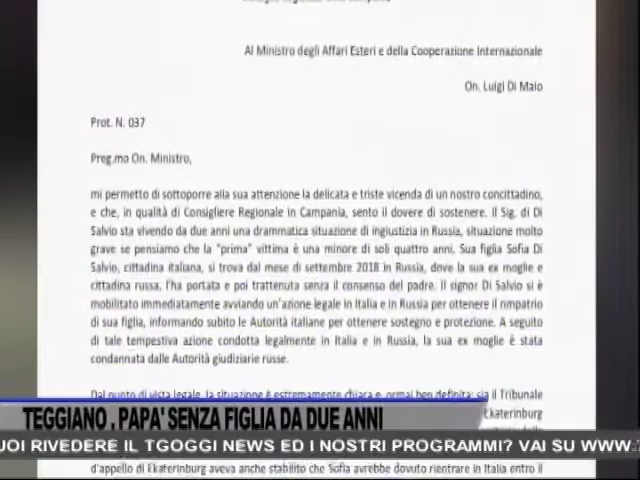 Al Ministro degli Affari Esteri e della Cooperazione Internazionale
On. Luigi Di Maio
Prot. N. 037
Preg.mo On. Ministro,
mi permetto di sottoporre alla sua attenzione la delicata e triste vicenda di un nostro concittadino,
e che, in qualità di Consigliere Regionale in Campania, sento il dovere di sostenere. Il Sig. di Di
Salvio sta vivendo da due anni una drammatica situazione di ingiustizia in Russia, situazione molto
grave se pensiamo che la "prima" vittima è una minore di soli quattro anni. Sua figlia Sofia Di
Salvio, cittadina italiana, si trova dal mese di settembre 2018 in Russia, dove la sua ex moglie e
cittadina russa, l'ha portata e poi trattenuta senza il consenso del padre. Il signor Di Salvio si è
mobilitato immediatamente avviando un'azione legale in Italia e in Russia per ottenere il rimpatrio
di sua figlia, informando subito le Autorità italiane per ottenere sostegno e protezione. A seguito
di tale tempestiva azione condotta legalmente in Italia e in Russia, la sua ex moglie è stata
condannata dalle Autorità giudiziarie russe.
Dal punto di vista legale, la situazione è estremamente chiara e ormai ben definita: sia il Tribunale
TEGGIANO , PAPA' SENZA FIGLIA DA DUE ANNI
Ekaterinburg
JOI RIVEDERE IL TGOGGI NEWS ED I NOSTRI PROGRAMMI? VAI SU WWW.
d'appello di Ekaterinburg aveva anche stabilito che Sofia avrebbe dovuto rientrare in Italia entro il